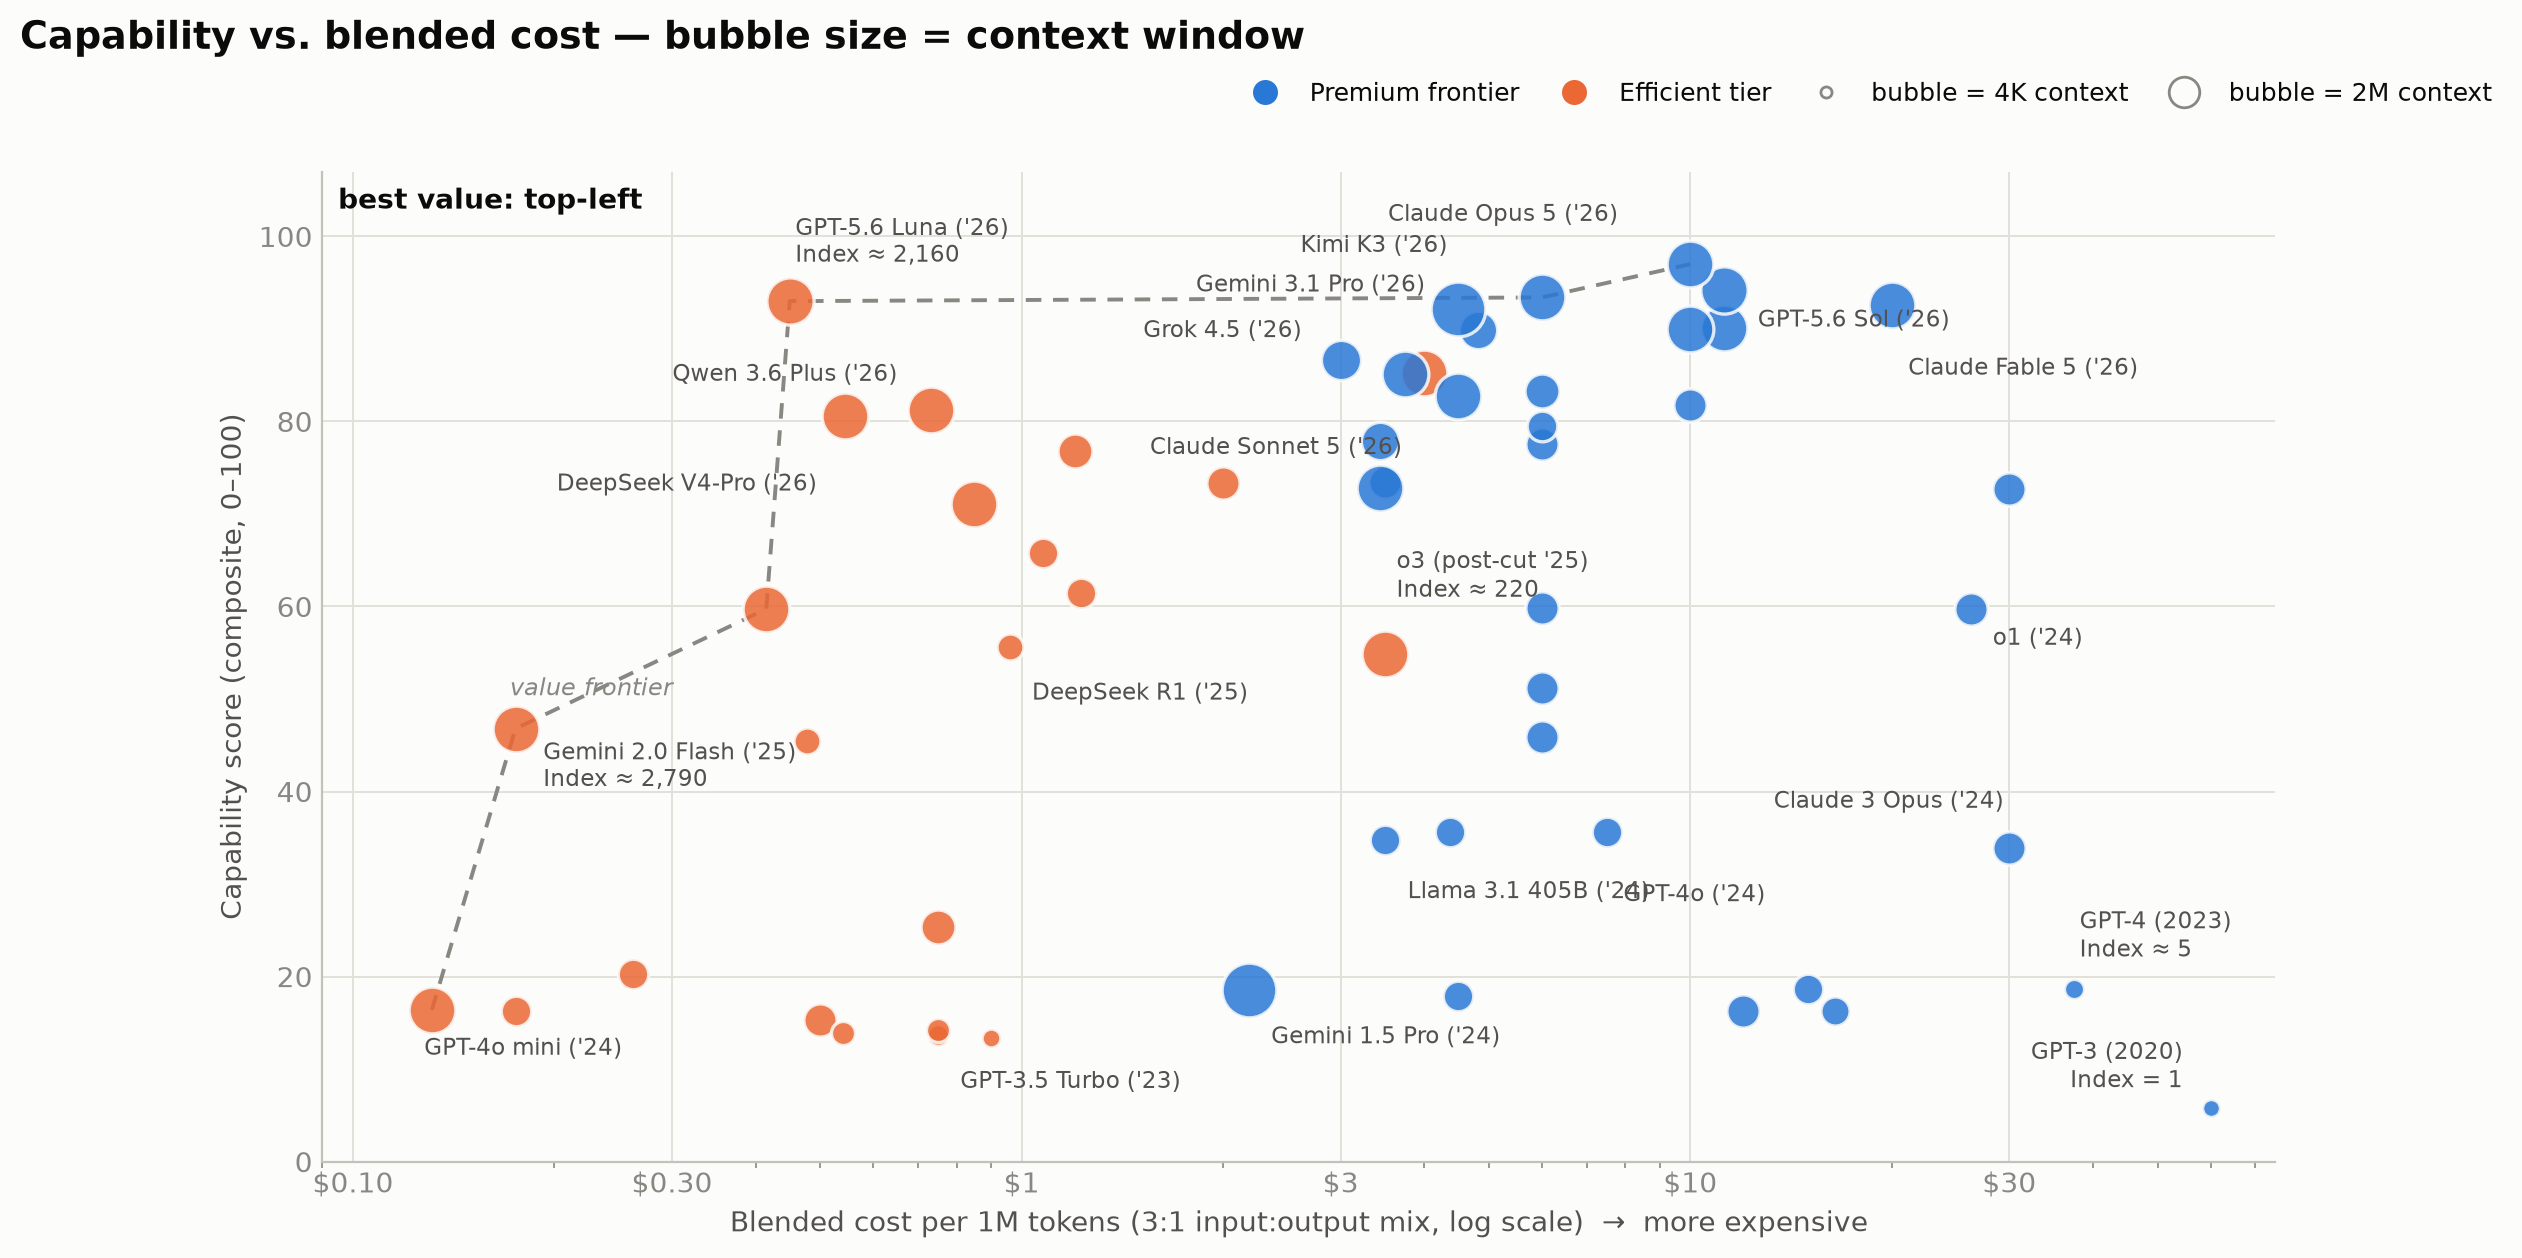 Capability vs. blended cost — bubble size = context window
Premium frontier
Efficient tier
bubble = 4K context
bubble = 2M context
best value: top-left
GPT-5.6 Luna ('26)
Index ≈ 2,160
Claude Opus 5 ('26)
Kimi K3 ('26)
Gemini 3.1 Pro ('26)
Grok 4.5 ('26)
GPT-5.6 Sol ('26)
Claude Fable 5 ('26)
Qwen 3.6 Plus ('26)
Claude Sonnet 5 ('26)
DeepSeek V4-Pro ('26)
o3 (post-cut '25)
Index ≈ 220
o1 ('24)
value frontier
DeepSeek R1 ('25)
Gemini 2.0 Flash ('25)
Index ≈ 2,790
Claude 3 Opus ('24)
Llama 3.1 405B ('24)
GPT-4o ('24)
GPT-4 (2023)
Index ≈ 5
Gemini 1.5 Pro ('24)
GPT-4o mini ('24)
GPT-3 (2020)
Index = 1
GPT-3.5 Turbo ('23)
Capability score (composite, 0–100)
100
80
60
40
20
0
$0.10
$0.30
$1
$3
$10
$30
Blended cost per 1M tokens (3:1 input:output mix, log scale) → more expensive